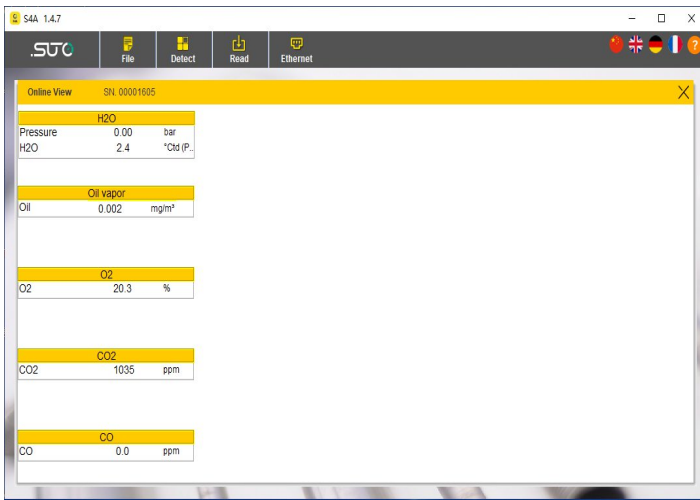 S4A 1.4.7
.SUTO
File
Detect
Read
Ethernet
?
Online View SN. 00001605
H2O
Pressure 0.00 bar
H2O 2.4 °Ctd (P..
Oil vapor
Oil 0.002 mg/m³
O2
O2 20.3 %
CO2
CO2 1035 ppm
CO
CO 0.0 ppm